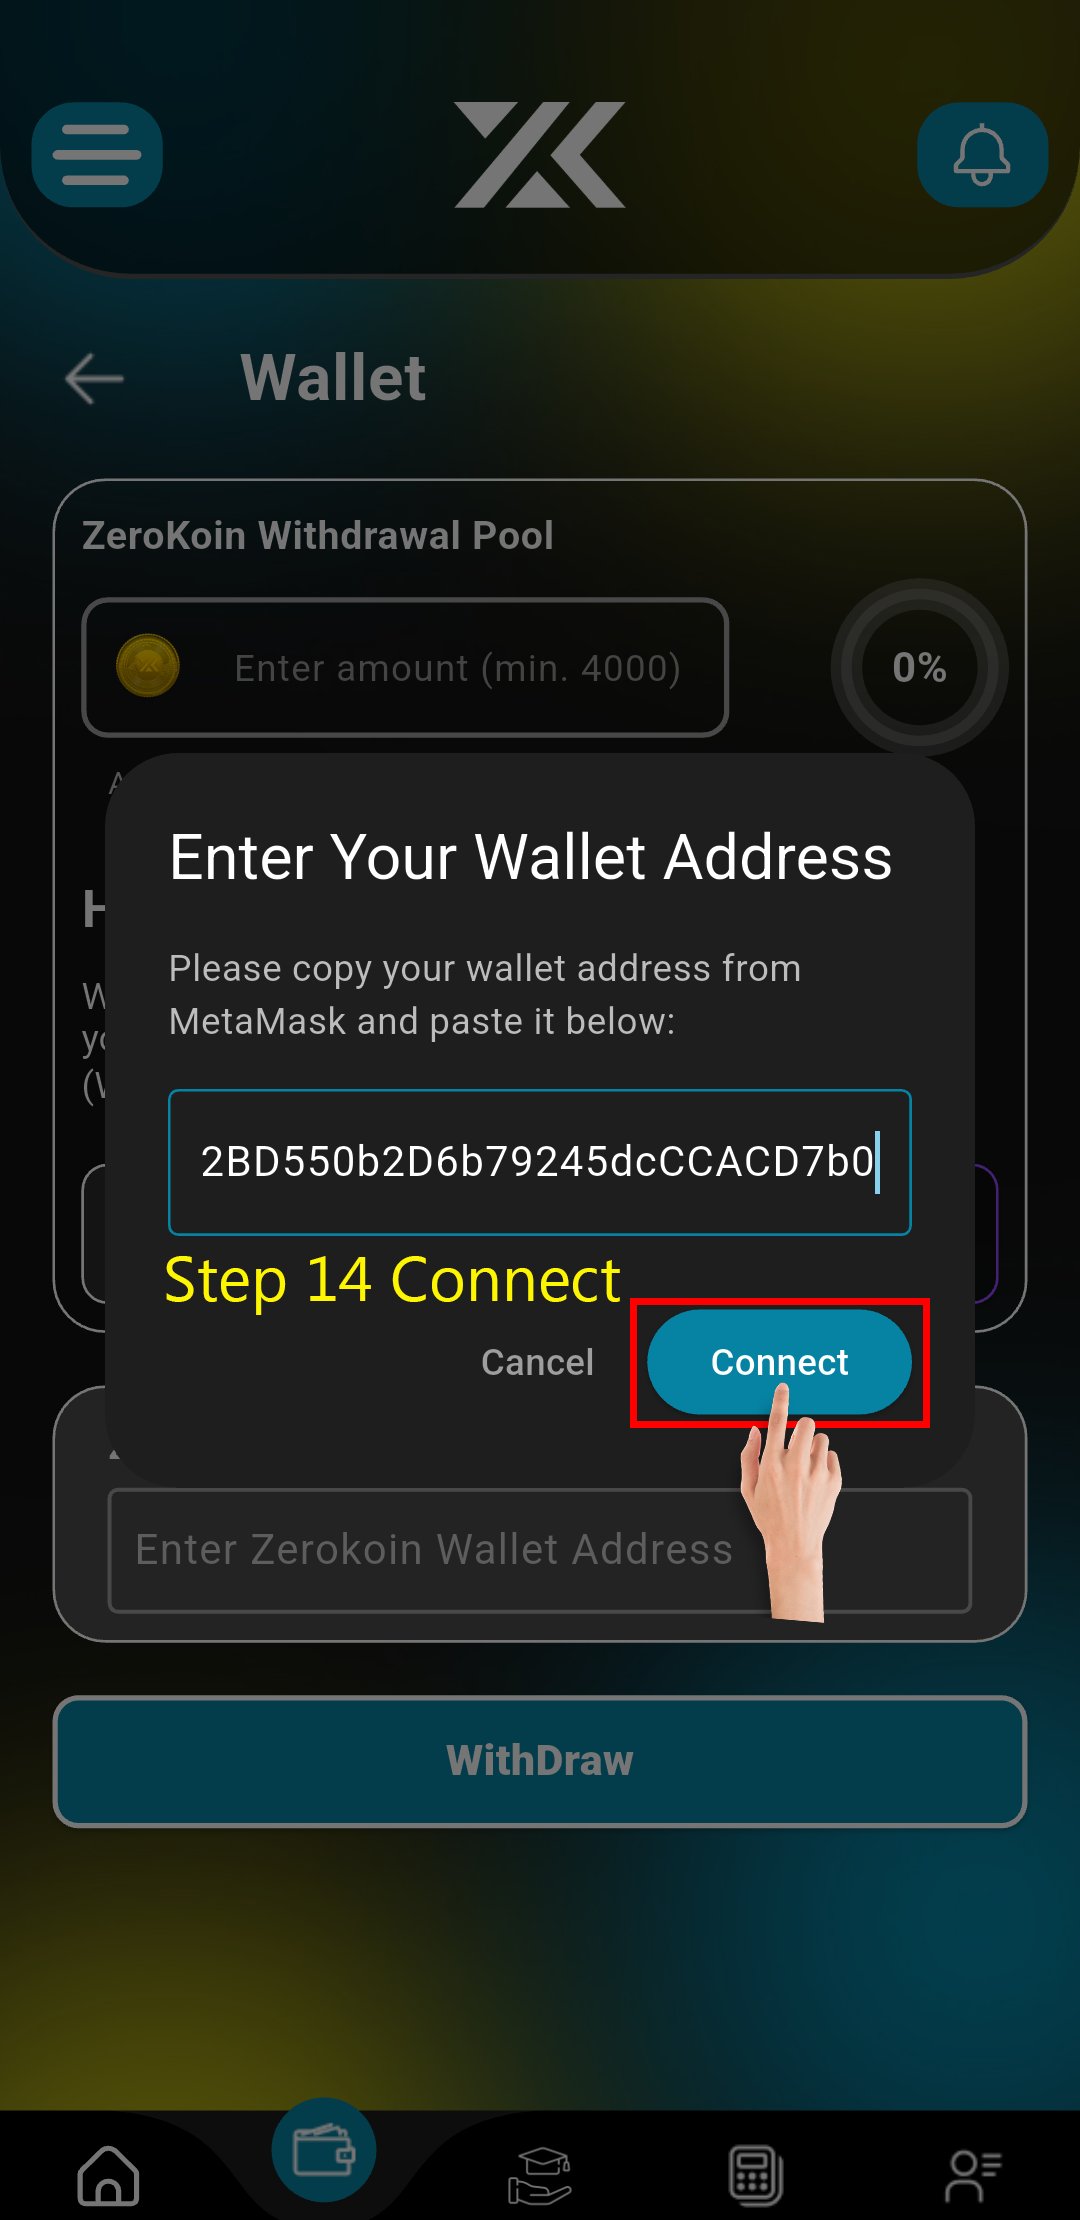 Wallet
ZeroKoin Withdrawal Pool
Enter amount (min. 4000)
0%
Enter Your Wallet Address
Please copy your wallet address from
MetaMask and paste it below:
2BD550b2D6b79245dcCCACD7b0
Step 14 Connect
Cancel
Connect
Enter Zerokoin Wallet Address
WithDraw